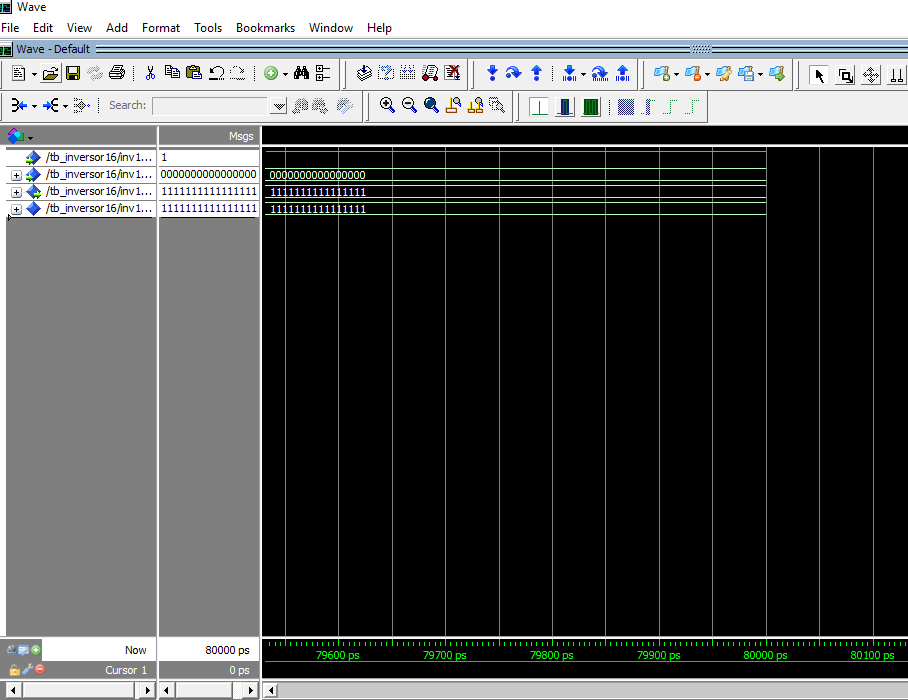 Wave
File Edit View Add Format Tools Bookmarks Window Help
Wave - Default
Search:
Msgs
/tb_inversor16/inv1... 1
/tb_inversor16/inv1... 0000000000000000 0000000000000000
/tb_inversor16/inv1... 1111111111111111 1111111111111111
/tb_inversor16/inv1... 1111111111111111 1111111111111111
Now 80000 ps
Cursor 1 0 ps
79600 ps 79700 ps 79800 ps 79900 ps 80000 ps 80100 ps